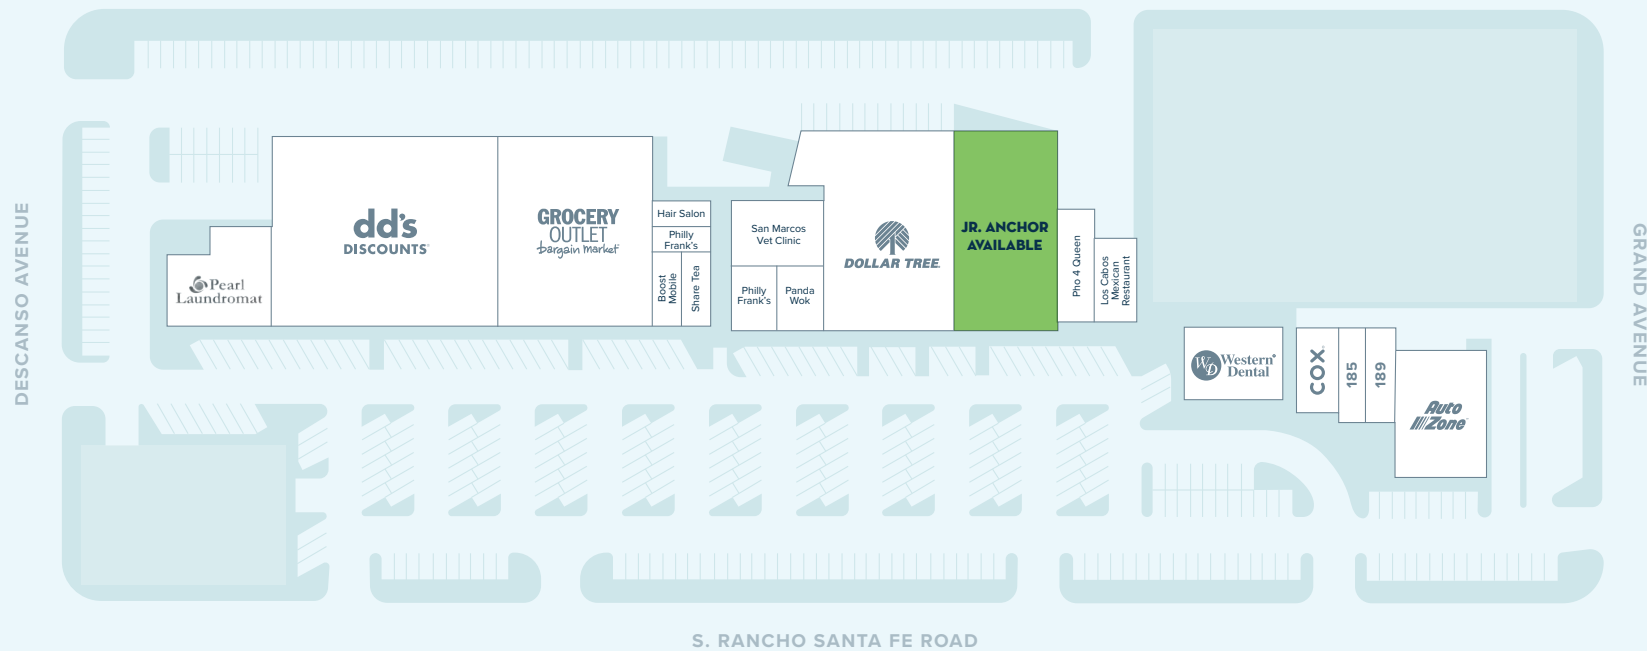 DESCANSO AVENUE
Pearl
Laundromat
dd's
DISCOUNTS
GROCERY
OUTLET
bargain market
Hair Salon
Philly
Frank's
Boost
Mobile
Share Tea
San Marcos
Vet Clinic
Philly
Frank's
Panda
Wok
DOLLAR TREE
JR. ANCHOR
AVAILABLE
Pho 4 Queen
Los Cabos
Mexican
Restaurant
WD
Western
Dental
COX
185
189
Auto
Zone
GRAND AVENUE
S. RANCHO SANTA FE ROAD